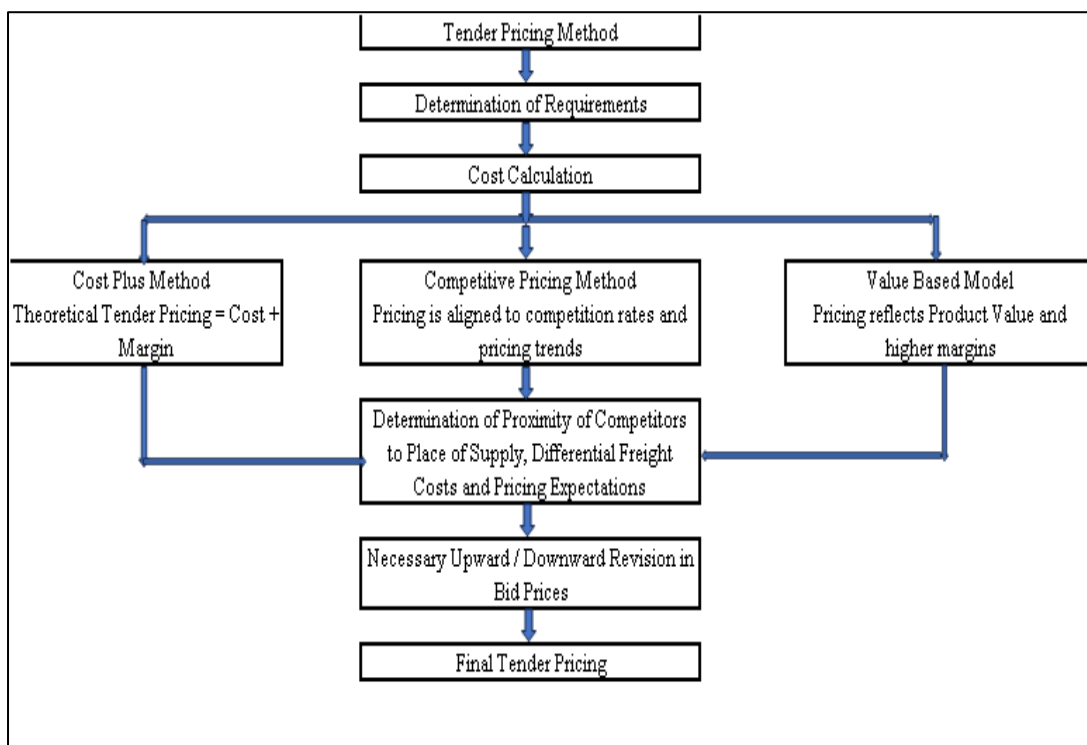 Tender Pricing Method
Determination of Requirements
Cost Calculation
Cost Plus Method
Theoretical Tender Pricing = Cost +
Margin
Competitive Pricing Method
Pricing is aligned to competition rates and
pricing trends
Value Based Model
Pricing reflects Product Value and
higher margins
Determination of Proximity of Competitors
to Place of Supply, Differential Freight
Costs and Pricing Expectations
Necessary Upward / Downward Revision in
Bid Prices
Final Tender Pricing